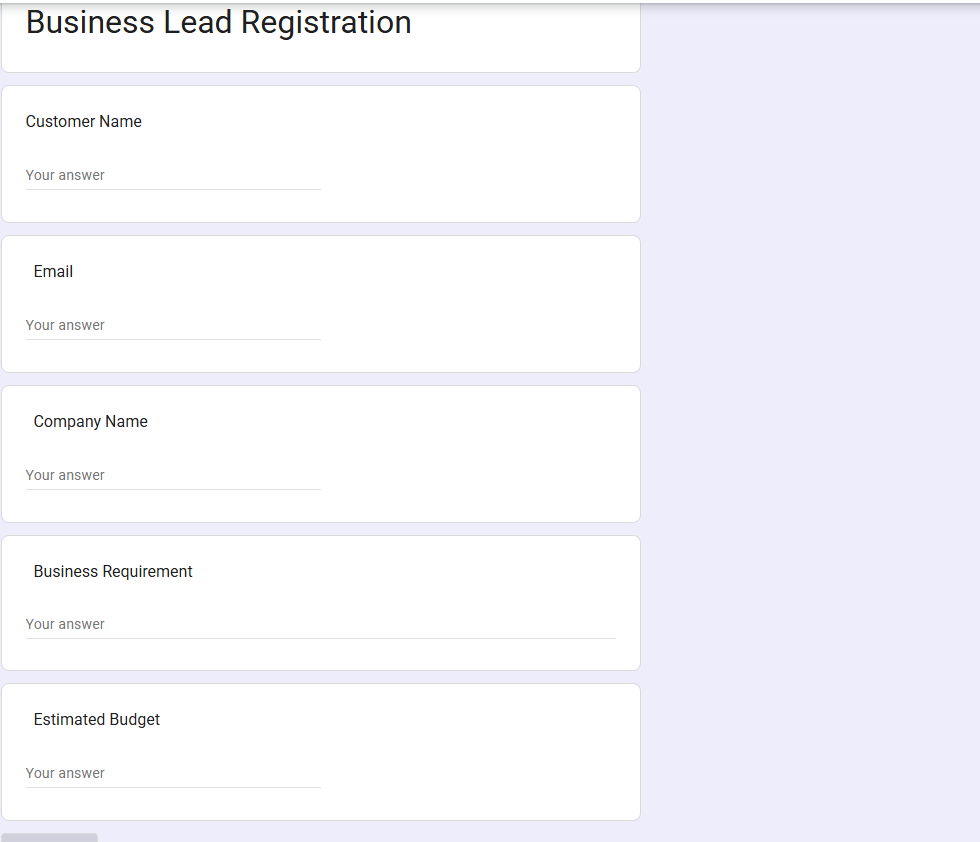 Business Lead Registration
Customer Name
Your answer
Email
Your answer
Company Name
Your answer
Business Requirement
Your answer
Estimated Budget
Your answer